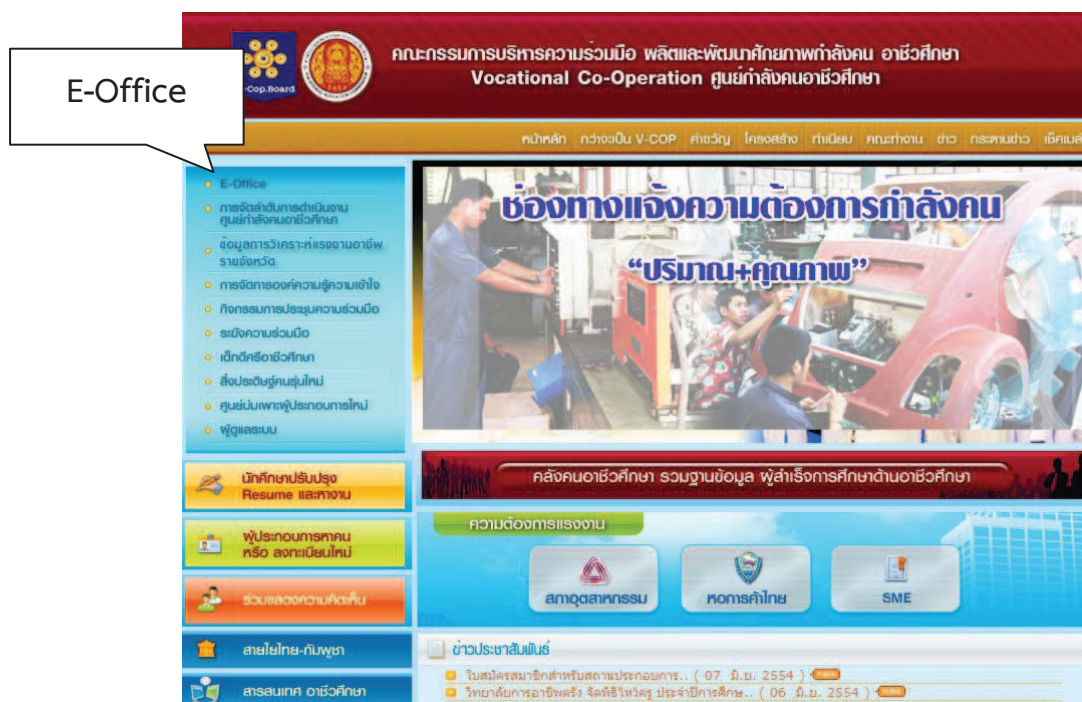 E-Office
V-Cop.Board
คณะกรรมการบริหารความร่วมมือ ผลิตและพัฒนาศักยภาพกำลังคน อาชีวศึกษา
Vocational Co-Operation ศูนย์กำลังคนอาชีวศึกษา
หน้าหลัก กว่าจะเป็น V-COP คำขวัญ โครงสร้าง ทำเนียบ คณะทำงาน ข่าว กระดานข่าว เช็คเมล์
E-Office
การจัดลำดับการดำเนินงาน
ศูนย์กำลังคนอาชีวศึกษา
ข้อมูลการวิเคราะห์แรงงานอาชีพ
รายจังหวัด
การจัดการองค์ความรู้ความเข้าใจ
กิจกรรมการประชุมความร่วมมือ
ระฆังความร่วมมือ
เด็กดีศรีอาชีวศึกษา
สิ่งประดิษฐ์คนรุ่นใหม่
ศูนย์บ่มเพาะผู้ประกอบการใหม่
ผู้ดูแลระบบ
ช่องทางแจ้งความต้องการกำลังคน
“ปริมาณ+คุณภาพ”
นักศึกษาปรับปรุง
Resume และหางาน
ผู้ประกอบการหาคน
หรือ ลงทะเบียนใหม่
ร่วมแสดงความคิดเห็น
สายใยไทย-กัมพูชา
สารสนเทศ อาชีวศึกษา
คลังคนอาชีวศึกษา รวมฐานข้อมูล ผู้สำเร็จการศึกษาด้านอาชีวศึกษา
ความต้องการแรงงาน
สภาอุตสาหกรรม
หอการค้าไทย
SME
ข่าวประชาสัมพันธ์
ใบสมัครสมาชิกสำหรับสถานประกอบการ.. ( 07 มิ.ย. 2554 )
วิทยาลัยการอาชีพตรัง จัดพิธีไหว้ครู ประจำปีการศึกษ.. ( 06 มิ.ย. 2554 )